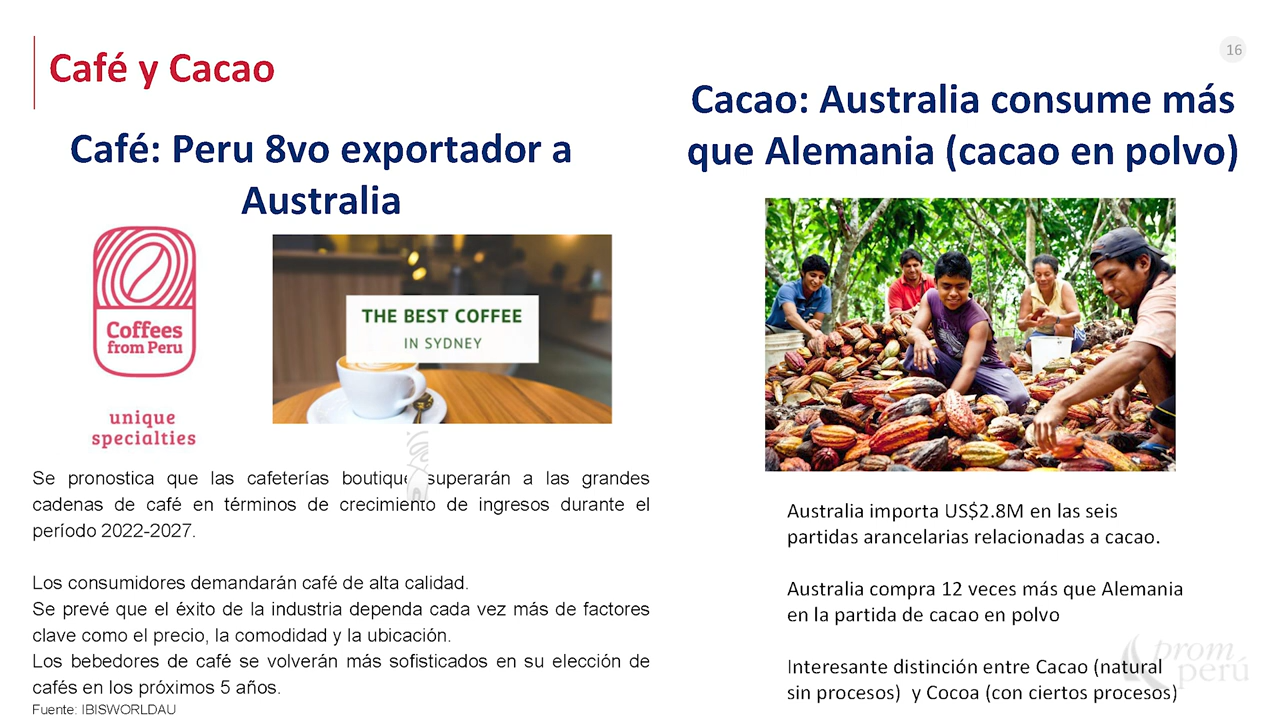 16
Café y Cacao
Café: Peru 8vo exportador a
Australia
Coffees
from Peru
unique
specialties
THE BEST COFFEE
IN SYDNEY
Se pronostica que las cafeterías boutique superarán a las grandes
cadenas de café en términos de crecimiento de ingresos durante el
período 2022-2027.
Los consumidores demandarán café de alta calidad.
Se prevé que el éxito de la industria dependa cada vez más de factores
clave como el precio, la comodidad y la ubicación.
Los bebedores de café se volverán más sofisticados en su elección de
cafés en los próximos 5 años.
Fuente: IBISWORLDAU
Cacao: Australia consume más
que Alemania (cacao en polvo)
Australia importa US$2.8M en las seis
partidas arancelarias relacionadas a cacao.
Australia compra 12 veces más que Alemania
en la partida de cacao en polvo
Interesante distinción entre Cacao (natural
sin procesos) y Cocoa (con ciertos procesos)
prom
perú